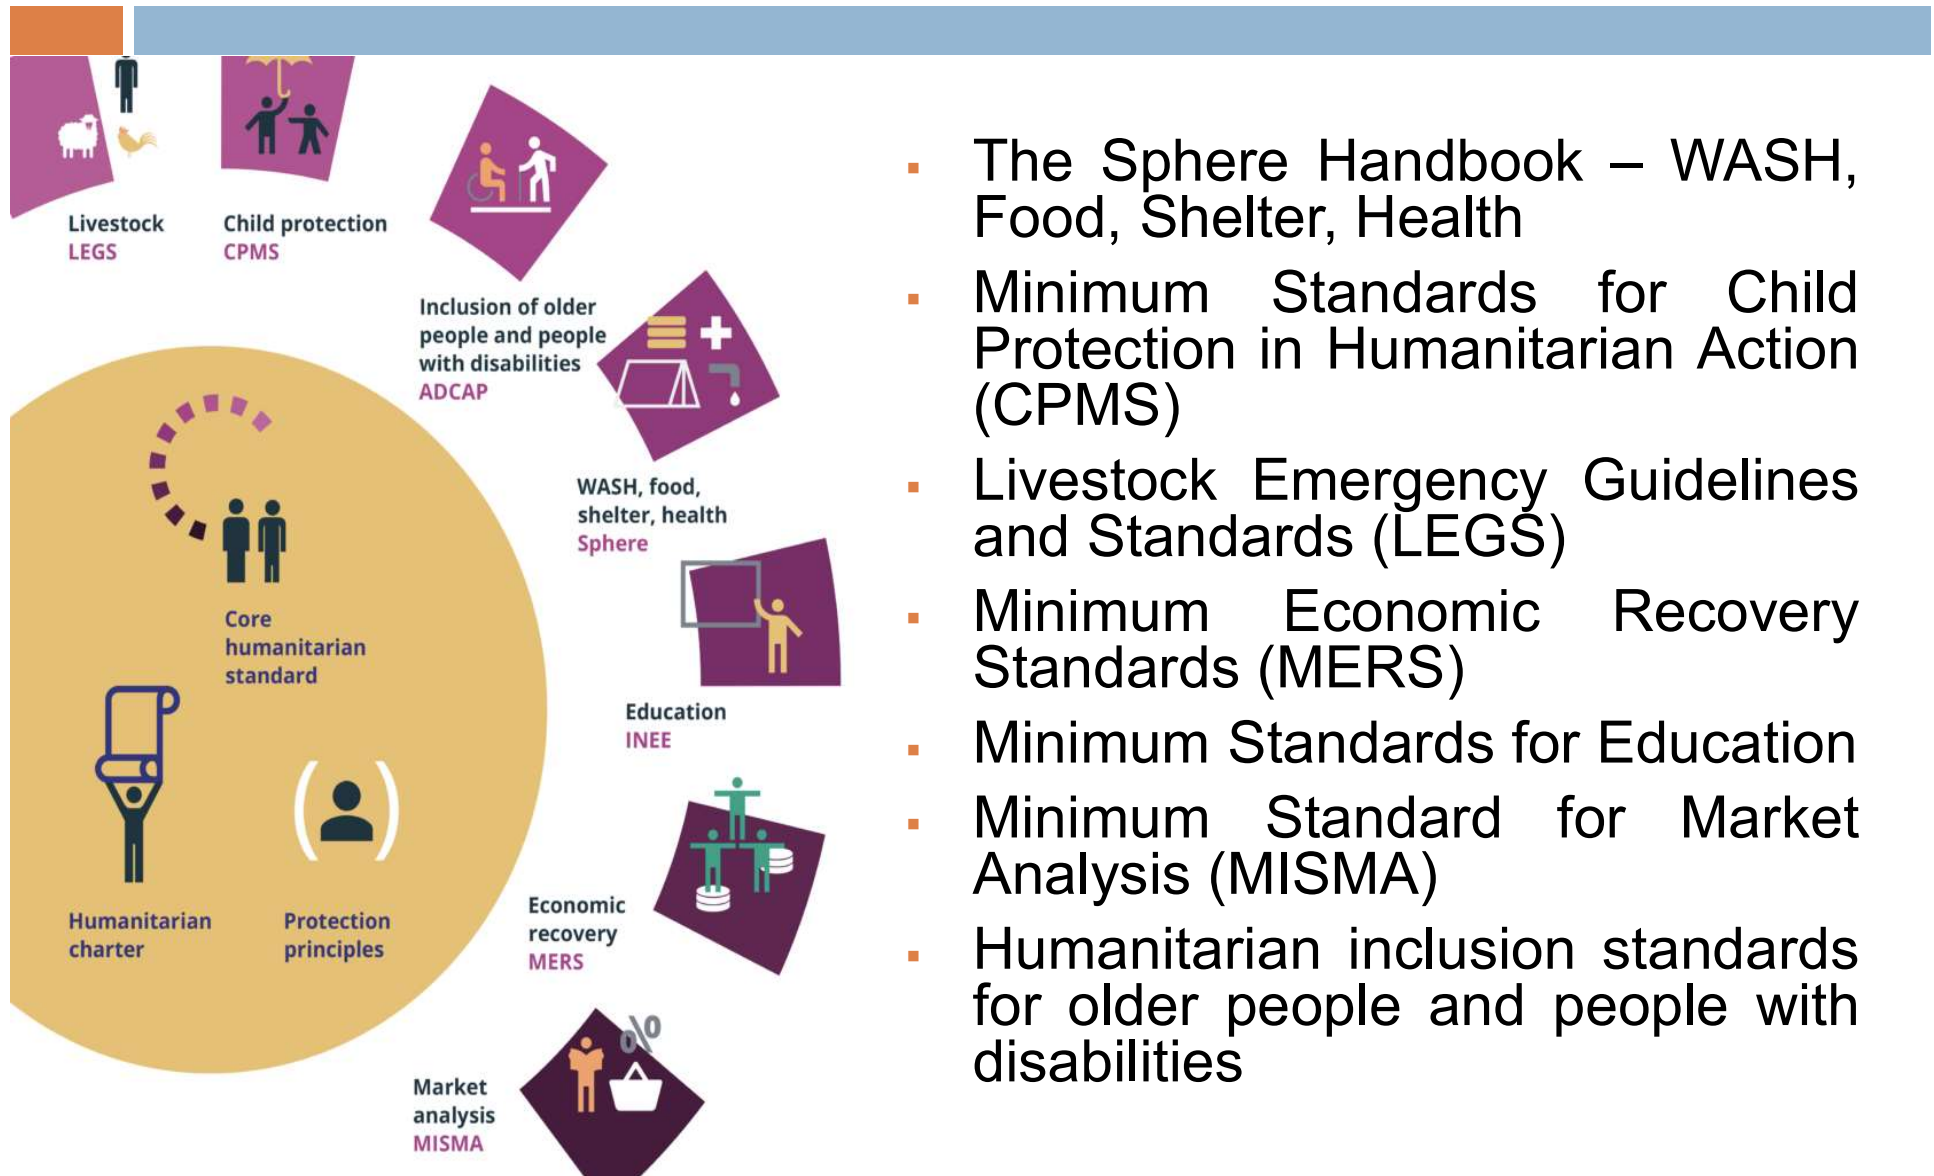 Livestock
LEGS
Child protection
CPMS
Inclusion of older
people and people
with disabilities
ADCAP
WASH, food,
shelter, health
Sphere
Education
INEE
Economic
recovery
MERS
Market
analysis
MISMA
Core
humanitarian
standard
Humanitarian
charter
Protection
principles
▪ The Sphere Handbook – WASH,
Food, Shelter, Health
▪ Minimum Standards for Child
Protection in Humanitarian Action
(CPMS)
▪ Livestock Emergency Guidelines
and Standards (LEGS)
▪ Minimum Economic Recovery
Standards (MERS)
▪ Minimum Standards for Education
▪ Minimum Standard for Market
Analysis (MISMA)
▪ Humanitarian inclusion standards
for older people and people with
disabilities